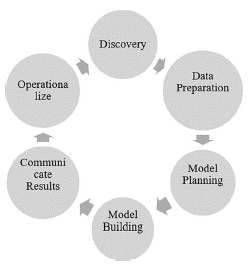 Discovery
Data
Preparation
Model
Planning
Model
Building
Communi
cate
Results
Operationa
lize